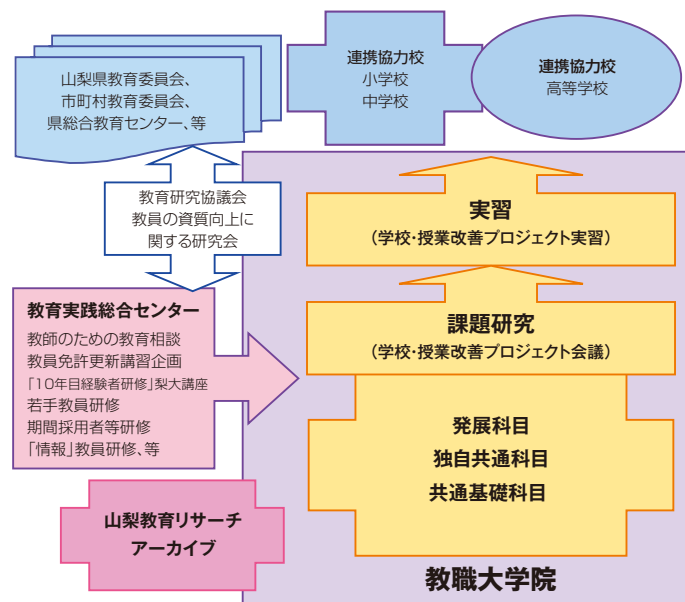 山梨県教育委員会、
市町村教育委員会、
県総合教育センター、等
連携協力校
小学校
中学校
連携協力校
高等学校
教育研究協議会
教員の資質向上に
関する研究会
実習
（学校・授業改善プロジェクト実習）
教育実践総合センター
教師のための教育相談
教員免許更新講習企画
「10年目経験者研修」梨大講座
若手教員研修
期間採用者等研修
「情報」教員研修、等
課題研究
（学校・授業改善プロジェクト会議）
発展科目
独自共通科目
共通基礎科目
山梨教育リサーチ
アーカイブ
教職大学院